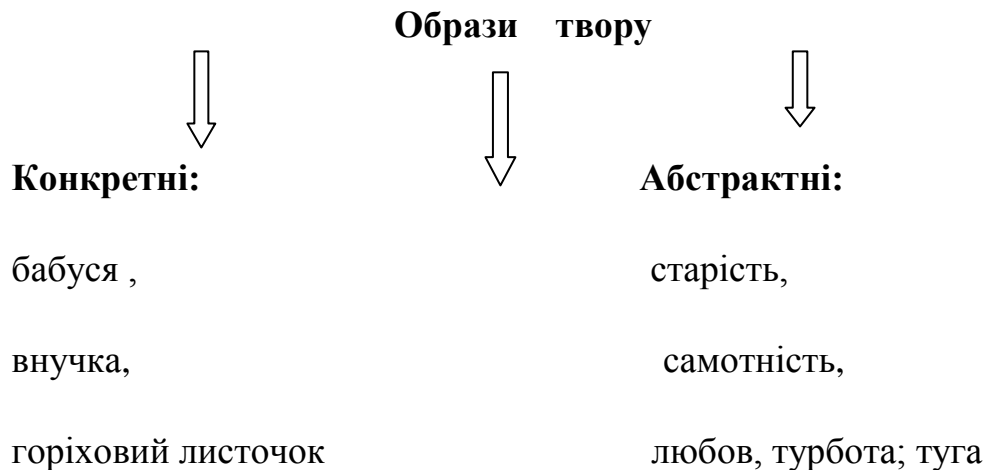 Образи твору
Конкретні: Абстрактні:
бабуся , старість,
внучка, самотність,
горіховий листочок любов, турбота; туга